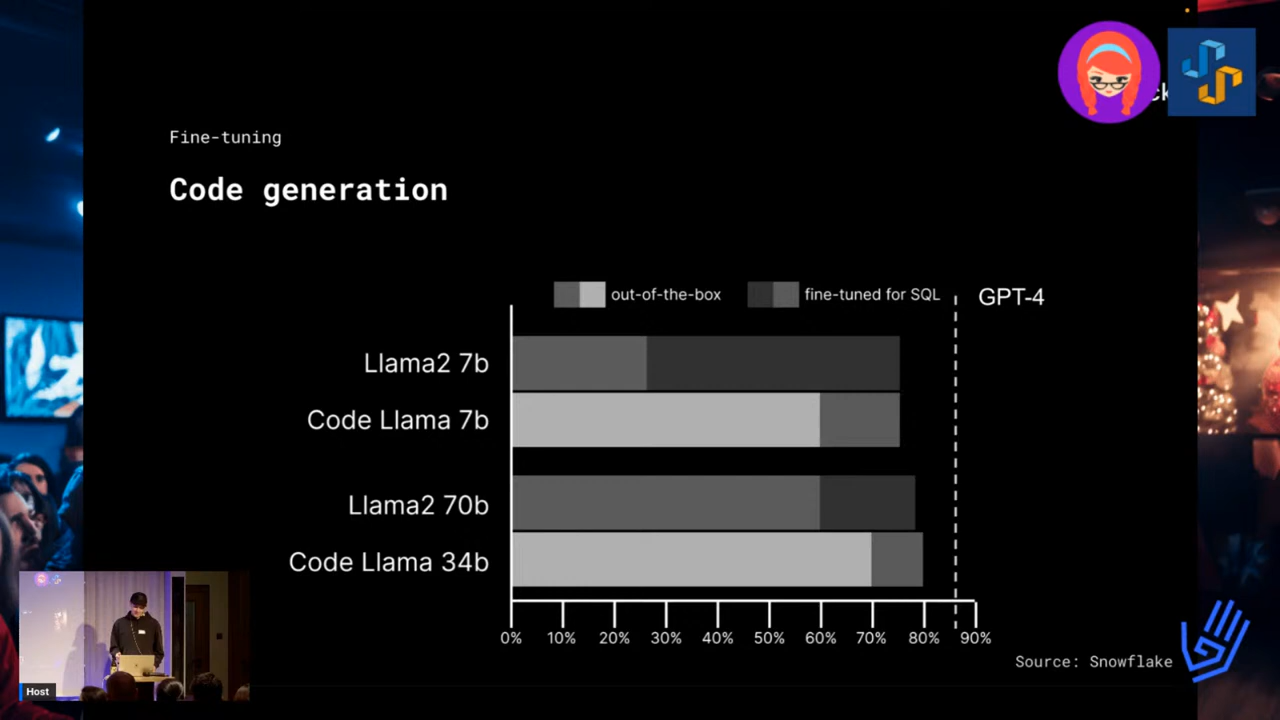 Fine-tuning
Code generation
out-of-the-box
fine-tuned for SQL
GPT-4
Llama2 7b
Code Llama 7b
Llama2 70b
Code Llama 34b
0% 10% 20% 30% 40% 50% 60% 70% 80% 90%
Source: Snowflake
Host